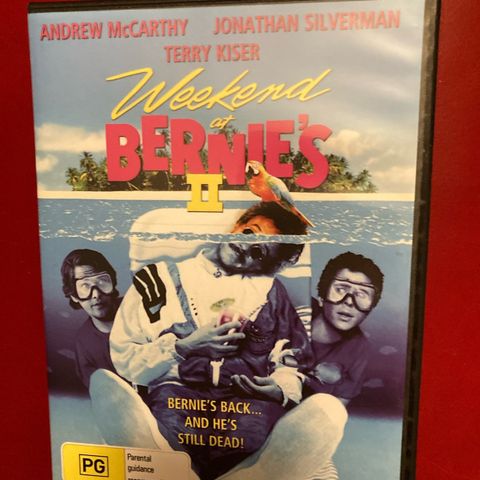 ANDREW McCARTHY JONATHAN SILVERMAN
TERRY KISER
Weekend
at
BERNIE'S
II
BERNIE'S BACK...
AND HE'S
STILL DEAD!
PG
Parental
guidance